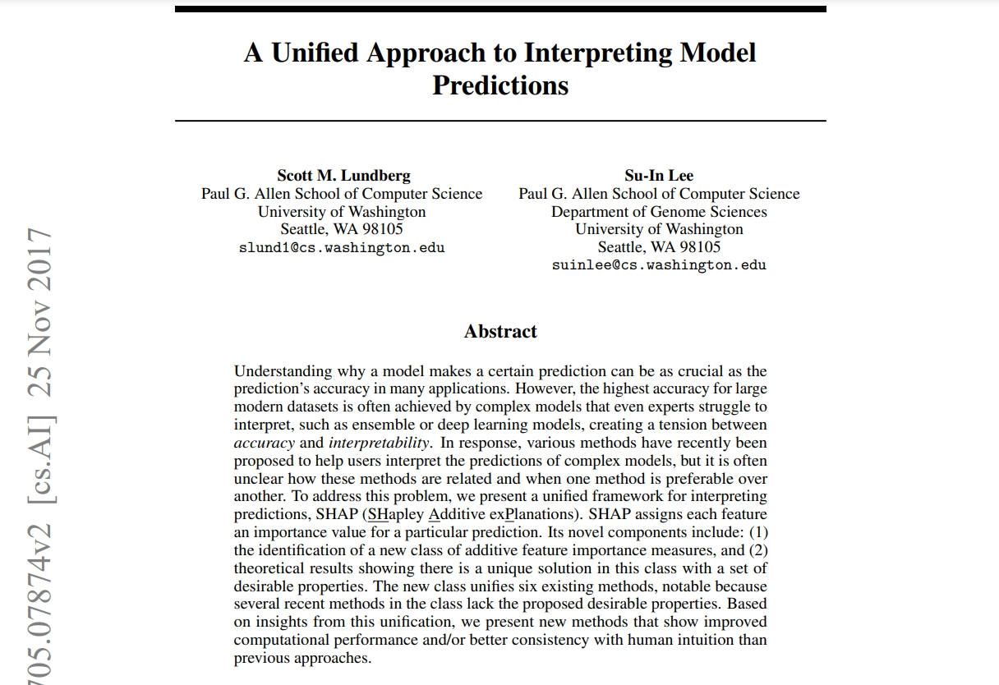 A Unified Approach to Interpreting Model
Predictions
Scott M. Lundberg
Paul G. Allen School of Computer Science
University of Washington
Seattle, WA 98105
slund1@cs.washington.edu
Su-In Lee
Paul G. Allen School of Computer Science
Department of Genome Sciences
University of Washington
Seattle, WA 98105
suinlee@cs.washington.edu
Abstract
Understanding why a model makes a certain prediction can be as crucial as the
prediction's accuracy in many applications. However, the highest accuracy for large
modern datasets is often achieved by complex models that even experts struggle to
interpret, such as ensemble or deep learning models, creating a tension between
accuracy and interpretability. In response, various methods have recently been
proposed to help users interpret the predictions of complex models, but it is often
unclear how these methods are related and when one method is preferable over
another. To address this problem, we present a unified framework for interpreting
predictions, SHAP (SHapley Additive exPlanations). SHAP assigns each feature
an importance value for a particular prediction. Its novel components include: (1)
the identification of a new class of additive feature importance measures, and (2)
theoretical results showing there is a unique solution in this class with a set of
desirable properties. The new class unifies six existing methods, notable because
several recent methods in the class lack the proposed desirable properties. Based
on insights from this unification, we present new methods that show improved
computational performance and/or better consistency with human intuition than
previous approaches.
705.07874v2 [cs.AI] 25 Nov 2017